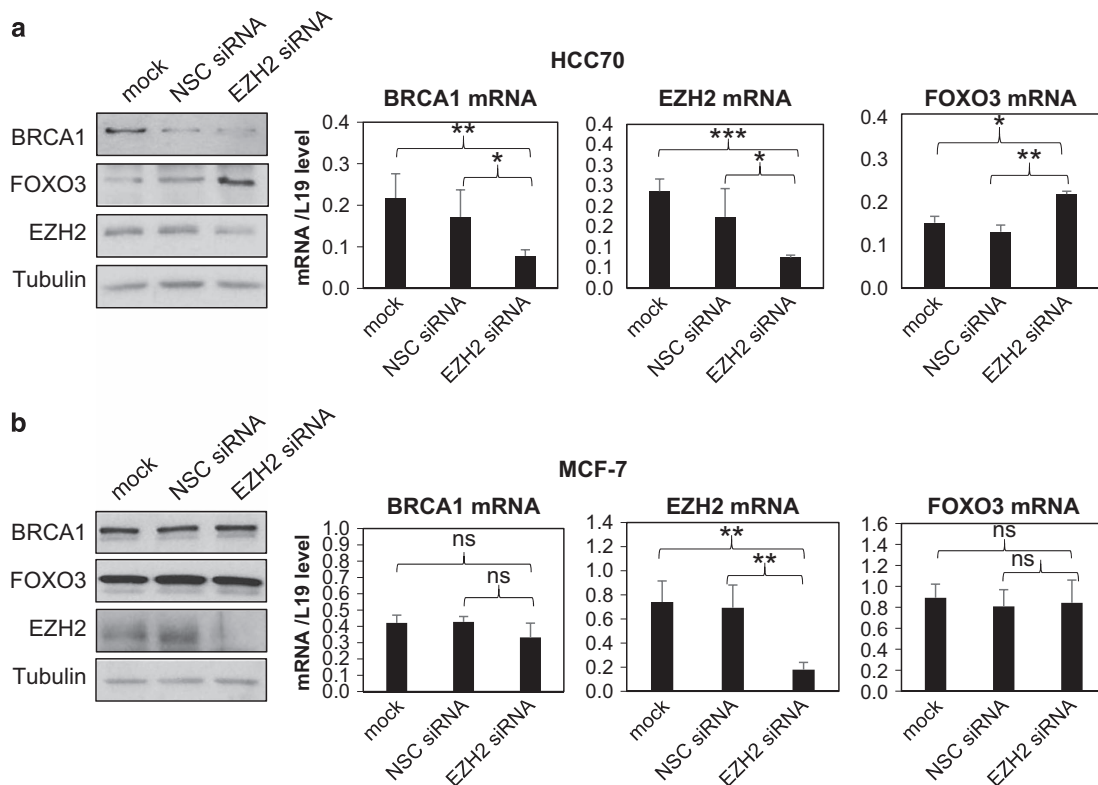 a
mock
NSC siRNA
EZH2 siRNA
BRCA1
FOXO3
EZH2
Tubulin
HCC70
BRCA1 mRNA
mRNA /L19 level
0.4
0.3
0.2
0.1
0.0
**
*
mock
NSC siRNA
EZH2 siRNA
EZH2 mRNA
0.4
0.4
0.3
0.3
0.2
0.2
0.1
0.1
0.0
***
*
mock
NSC siRNA
EZH2 siRNA
FOXO3 mRNA
0.4
0.3
0.2
0.1
0.0
*
**
mock
NSC siRNA
EZH2 siRNA
b
mock
NSC siRNA
EZH2 siRNA
BRCA1
FOXO3
EZH2
Tubulin
MCF-7
BRCA1 mRNA
mRNA /L19 level
1.0
0.9
0.8
0.7
0.6
0.5
0.4
0.3
0.2
0.1
0.0
ns
ns
mock
NSC siRNA
EZH2 siRNA
EZH2 mRNA
1.4
1.2
1.0
0.8
0.6
0.4
0.2
0.0
**
**
mock
NSC siRNA
EZH2 siRNA
FOXO3 mRNA
1.6
1.4
1.2
1.0
0.8
0.6
0.4
0.2
0.0
ns
ns
mock
NSC siRNA
EZH2 siRNA